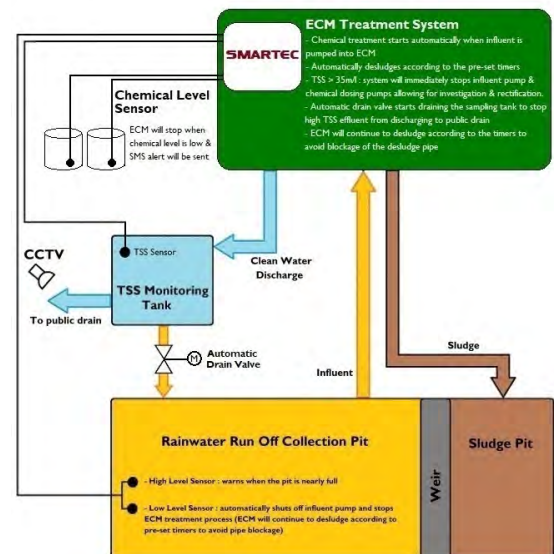 ECM Treatment System
- Chemical treatment starts automatically when influent is
pumped into ECM
- Automatically desludges according to the pre-set timers
- TSS > 35m/l : system will immediately stops influent pump &
chemical dosing pumps allowing for investigation & rectification.
- Automatic drain valve starts draining the sampling tank to stop
high TSS effluent from discharging to public drain
- ECM will continue to desludge according to the timers to
avoid blockage of the desludge pipe
SMARTEC
Chemical Level
Sensor
ECM will stop when
chemical level is low &
SMS alert will be sent
CCTV
TSS Sensor
TSS Monitoring
Tank
Clean Water
Discharge
To public drain
M
Automatic
Drain Valve
Influent
Sludge
Rainwater Run Off Collection Pit
- High Level Sensor : warns when the pit is nearly full
- Low Level Sensor : automatically shuts off influent pump and stops
ECM treatment process (ECM will continue to desludge according to
pre-set timers to avoid pipe blockage)
Weir
Sludge Pit